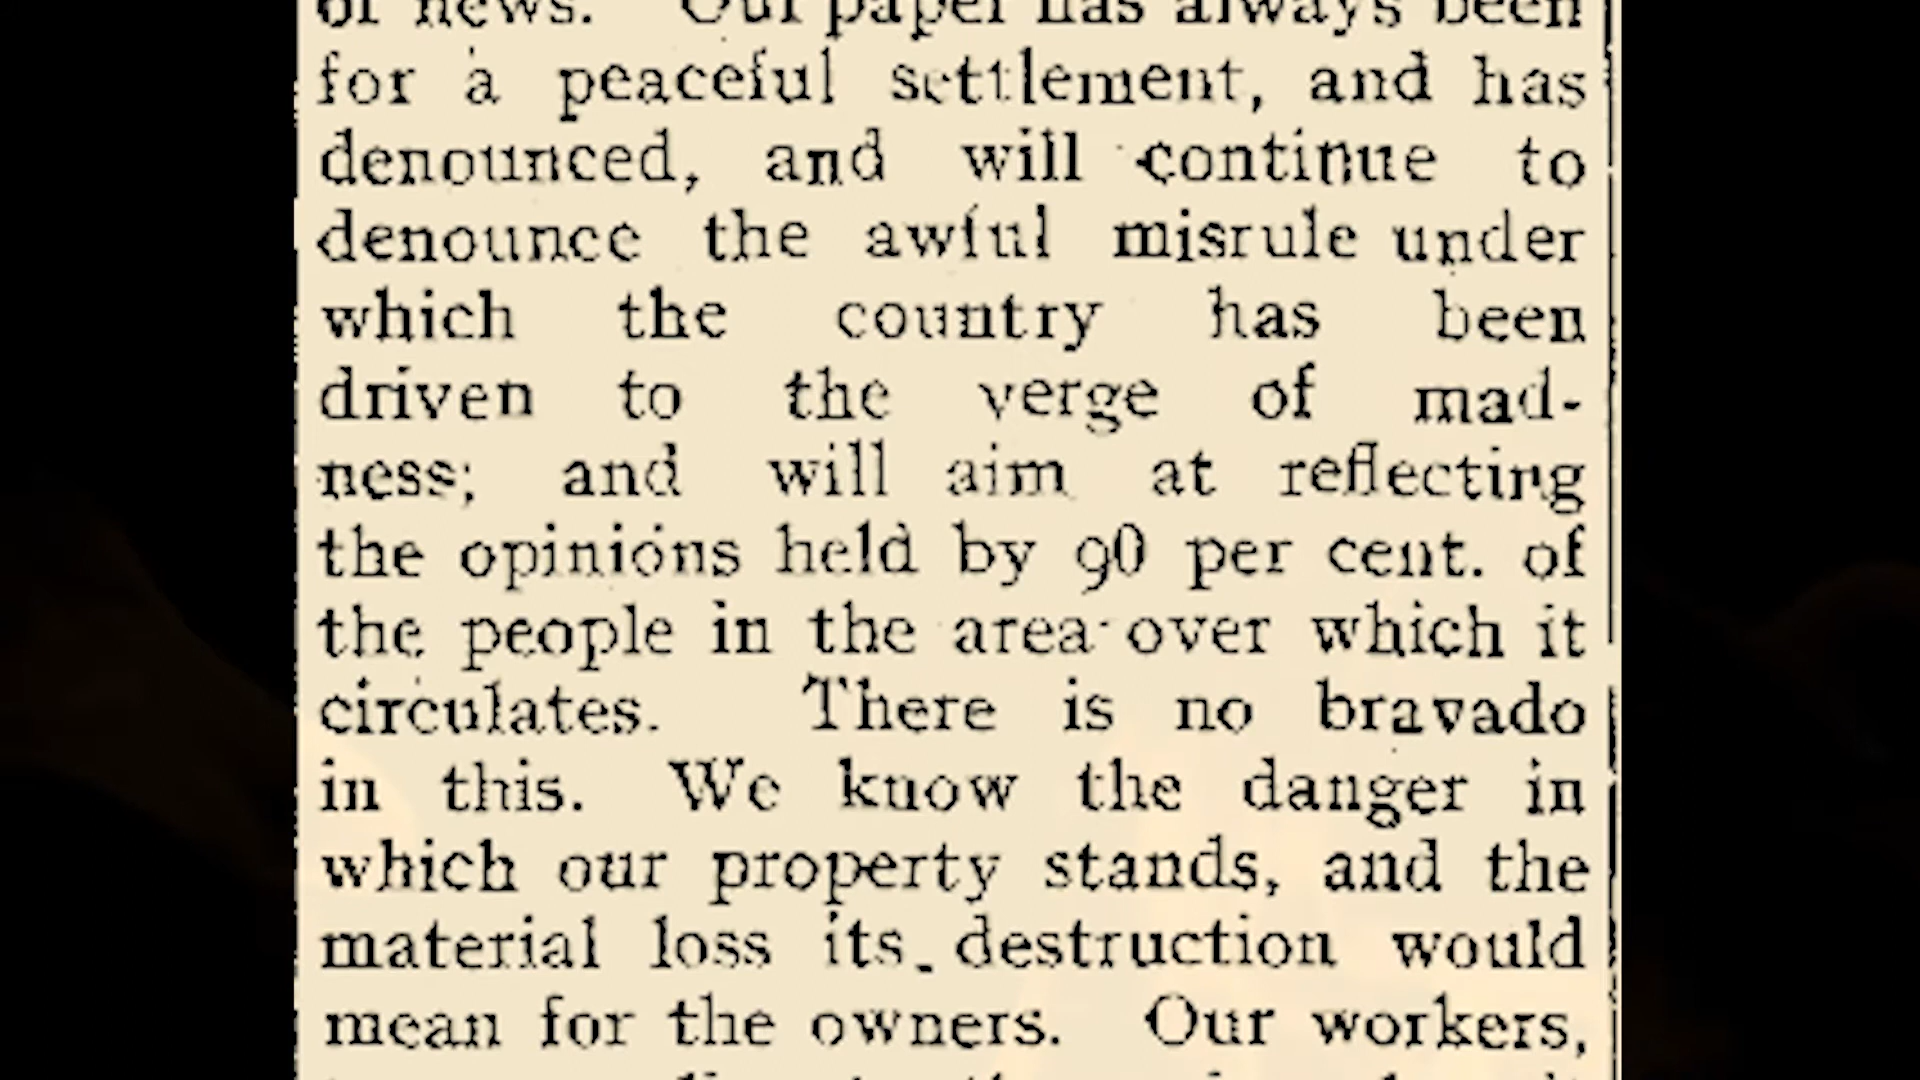 of news. Our paper has always been
for a peaceful settlement, and has
denounced, and will continue to
denounce the awful misrule under
which the country has been
driven to the verge of mad-
ness; and will aim at reflecting
the opinions held by 90 per cent. of
the people in the area over which it
circulates. There is no bravado
in this. We know the danger in
which our property stands, and the
material loss its destruction would
mean for the owners. Our workers,